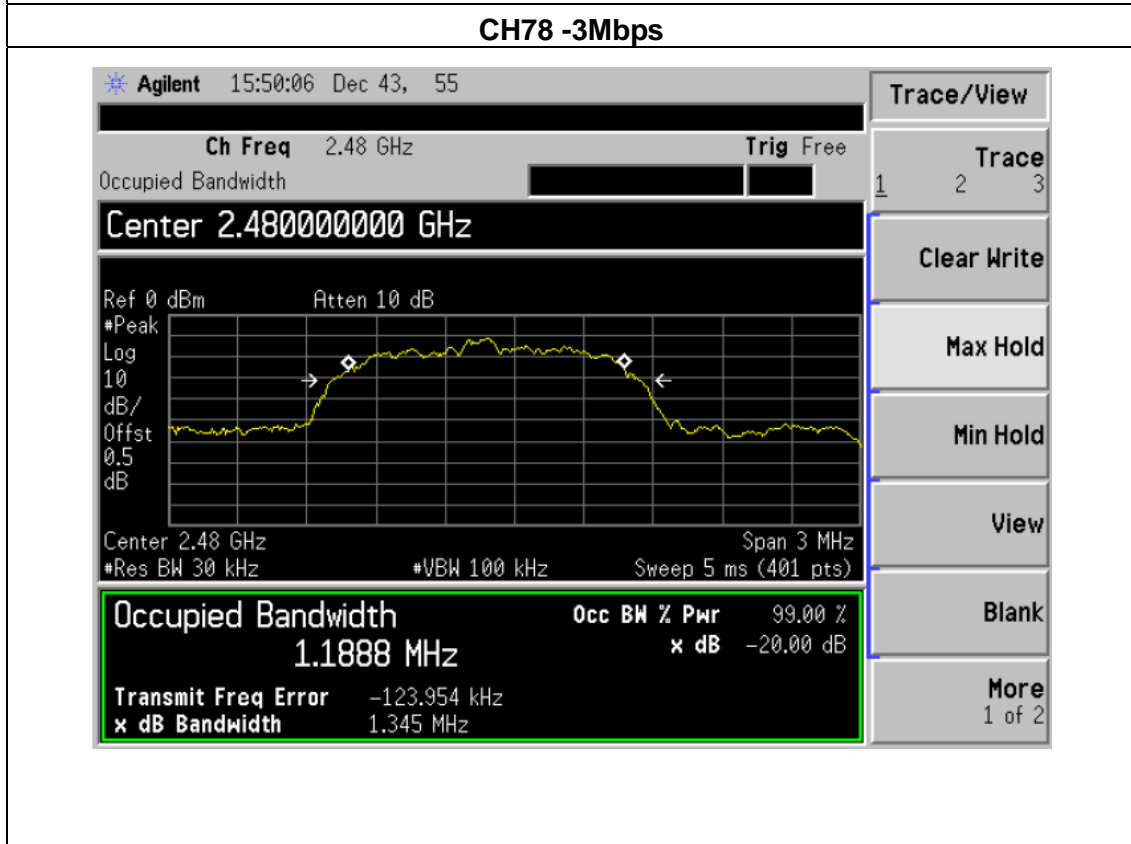 CH78 -3Mbps
Agilent 15:50:06 Dec 43, 55
Trace/View
Ch Freq 2.48 GHz Trig Free
Occupied Bandwidth
Trace
1 2 3
Center 2.480000000 GHz
Clear Write
Ref 0 dBm Atten 10 dB
#Peak
Log
10
dB/
Offst
0.5
dB
Max Hold
Min Hold
View
Center 2.48 GHz Span 3 MHz
#Res BW 30 kHz #VBW 100 kHz Sweep 5 ms (401 pts)
Occupied Bandwidth Occ BW % Pwr 99.00 %
1.1888 MHz x dB -20.00 dB
Blank
Transmit Freq Error -123.954 kHz
x dB Bandwidth 1.345 MHz
More
1 of 2